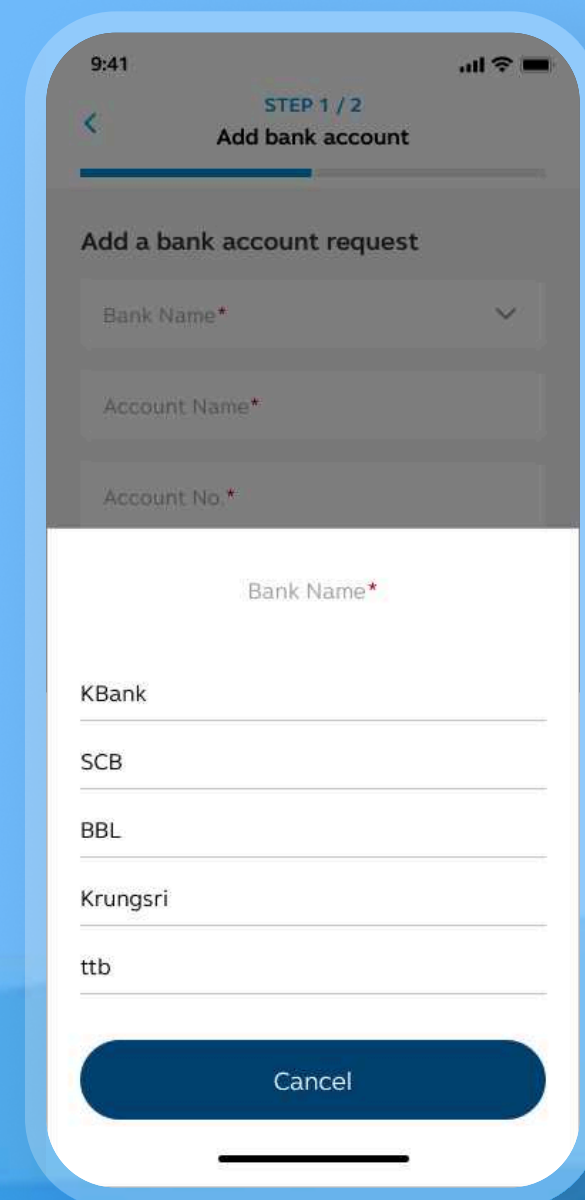 9:41
STEP 1 / 2
Add bank account
Add a bank account request
Bank Name*
Account Name*
Account No.*
Bank Name*
KBank
SCB
BBL
Krungsri
ttb
Cancel